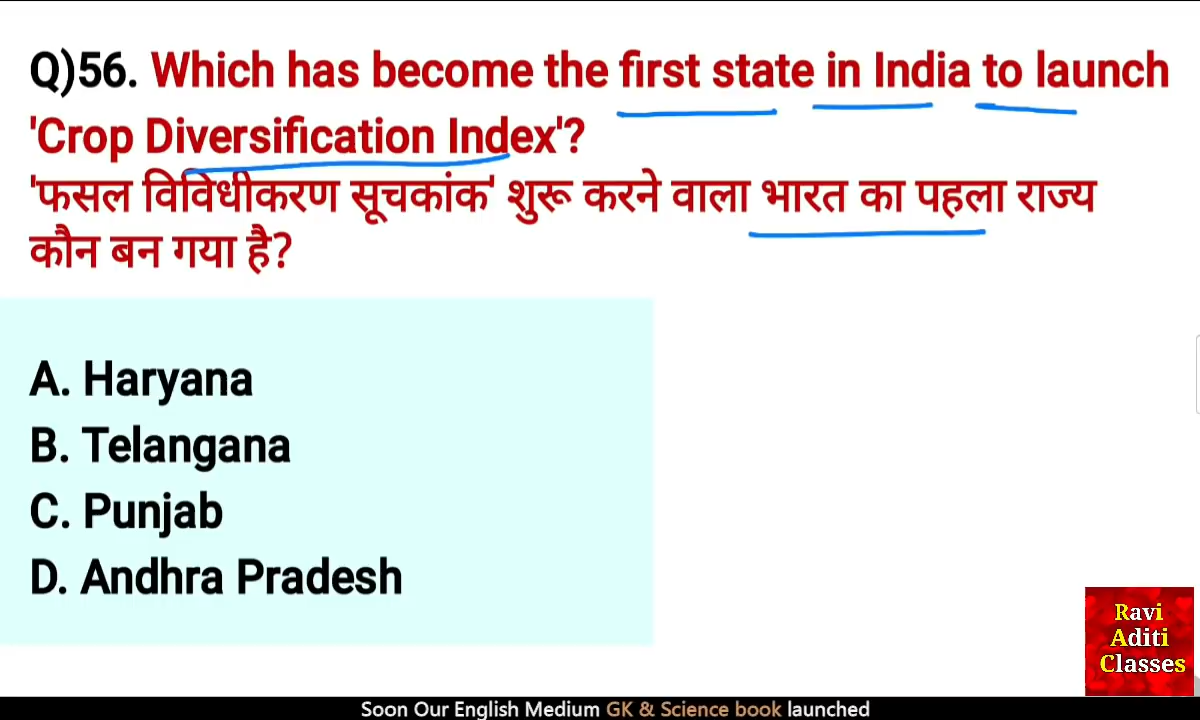 Q)56. Which has become the first state in India to launch
'Crop Diversification Index'?
'फसल विविधीकरण सूचकांक' शुरू करने वाला भारत का पहला राज्य
कौन बन गया है?
A. Haryana
B. Telangana
C. Punjab
D. Andhra Pradesh
Ravi
Aditi
Classes
Soon Our English Medium GK & Science book launched